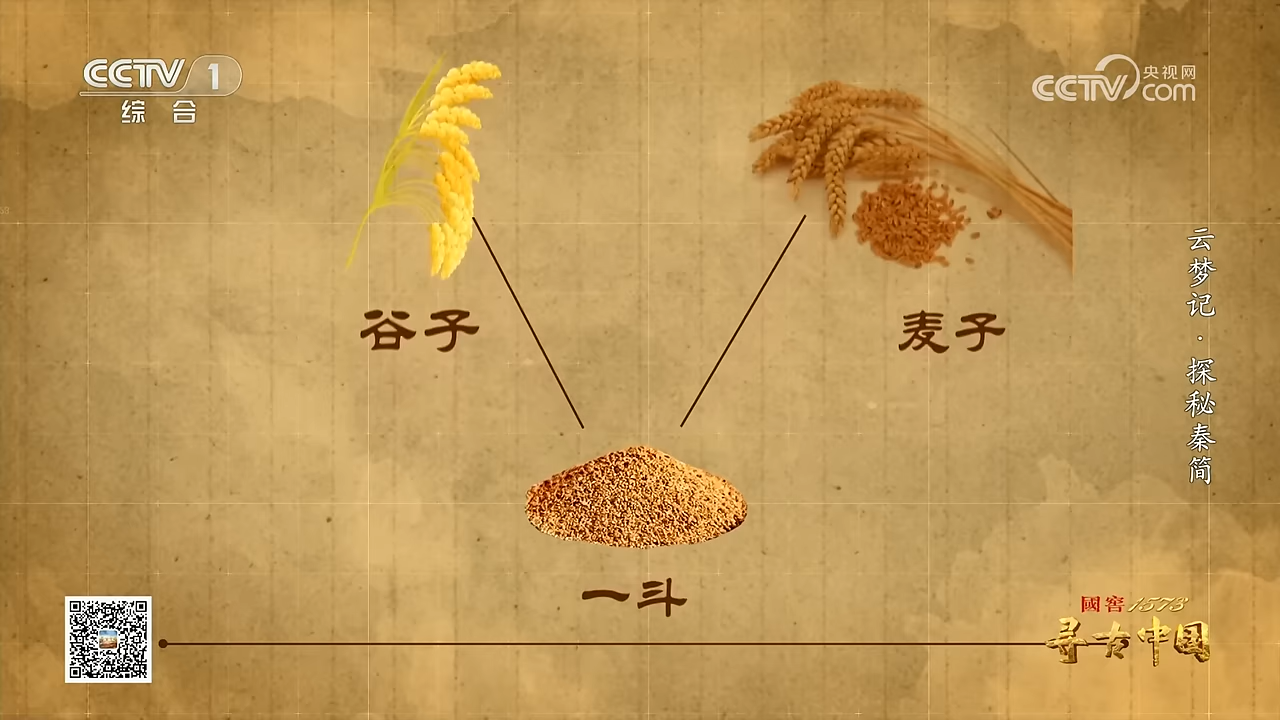 CCTV 1
综合
CCTV 央视网
com
谷子
麦子
一斗
云梦记·探秘秦简
國窖1573
寻古中国